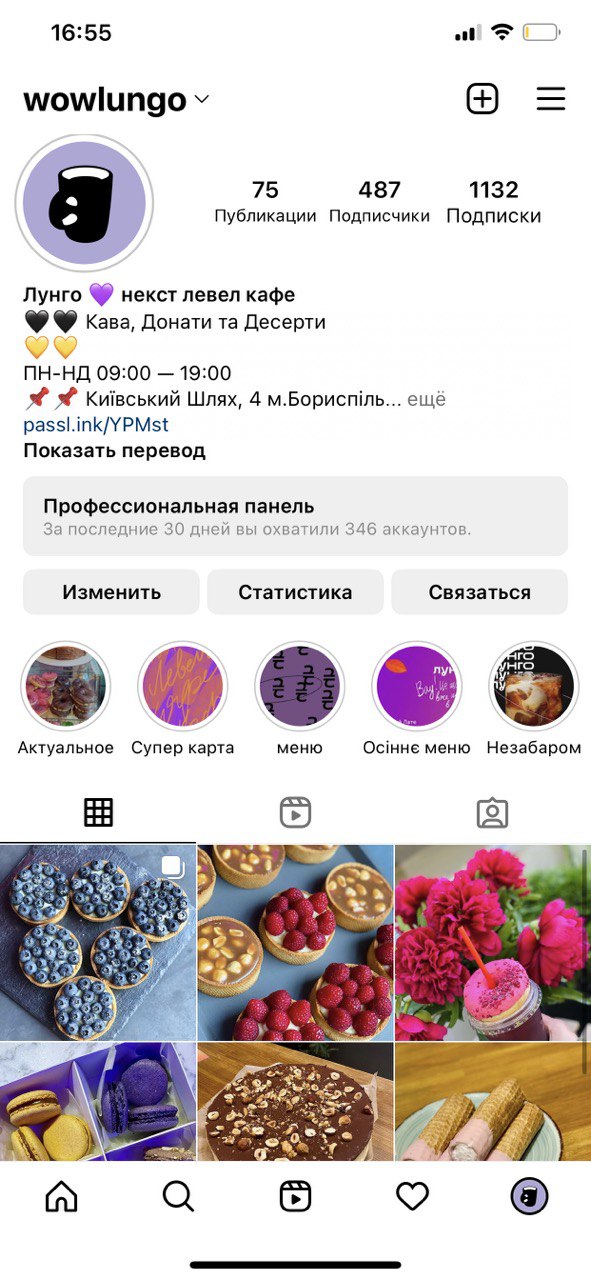 16:55
wowlungo
75 487 1132
Публикации Подписчики Подписки
Лунго 💜 некст левел кафе
🖤🖤 Кава, Донати та Десерти
💛💛
ПН-НД 09:00 — 19:00
📌📌 Київський Шлях, 4 м.Бориспіль... ещё
passl.ink/YPMst
Показать перевод
Профессиональная панель
За последние 30 дней вы охватили 346 аккаунтов.
Изменить Статистика Связаться
Актуальное Супер карта меню Осіннє меню Незабаром